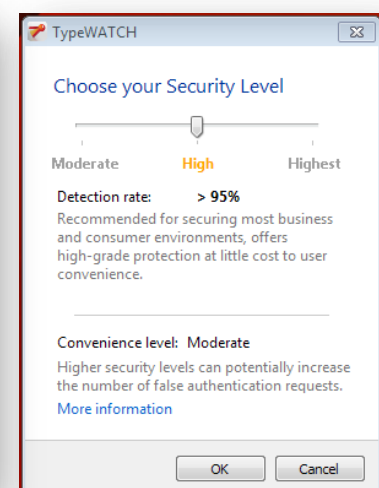 TypeWATCH
Choose your Security Level
Moderate High Highest
Detection rate: > 95%
Recommended for securing most business
and consumer environments, offers
high-grade protection at little cost to user
convenience.
Convenience level: Moderate
Higher security levels can potentially increase
the number of false authentication requests.
More information
OK Cancel